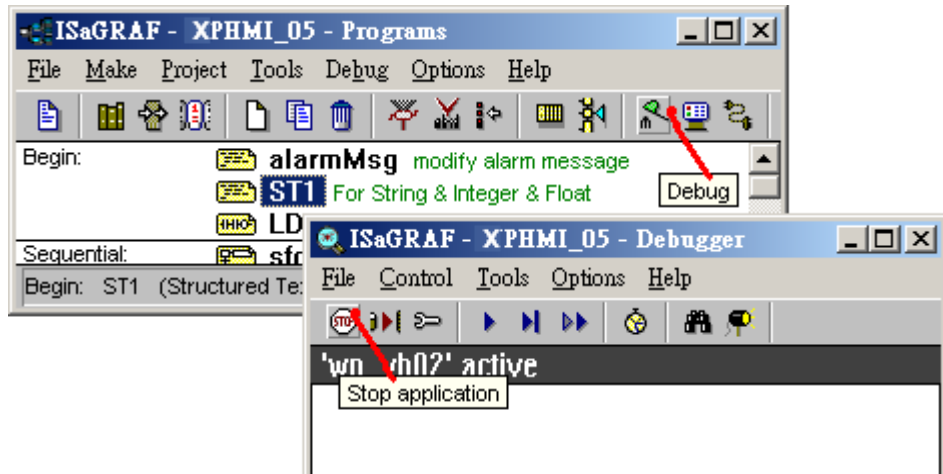 ISaGRAF - XPHMI_05 - Programs
File Make Project Tools Debug Options Help
Begin: alarmMsg modify alarm message
ST1 For String & Integer & Float
Debug
LD
Sequential: sfc
Begin: ST1 (Structured Te
ISaGRAF - XPHMI_05 - Debugger
File Control Tools Options Help
STOP
active
Stop application